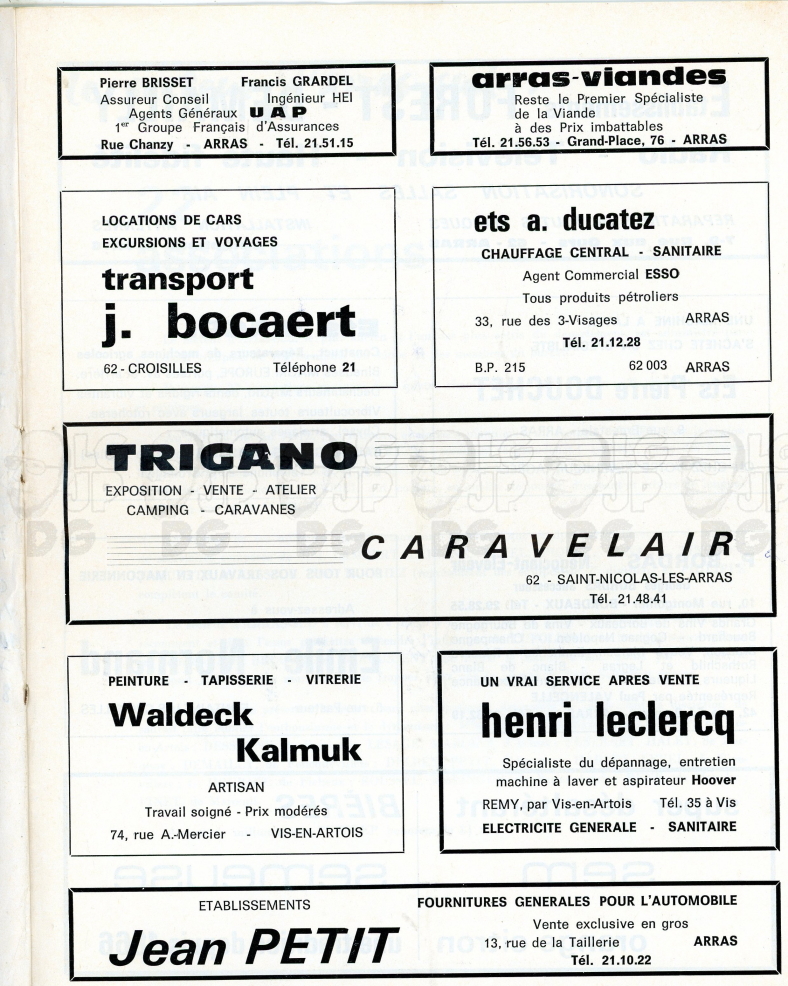 Pierre BRISSET Francis GRARDEL
Assureur Conseil Ingénieur HEI
Agents Généraux UAP
1er Groupe Français d'Assurances
Rue Chanzy - ARRAS - Tél. 21.51.15
arras-viandes
Reste le Premier Spécialiste
de la Viande
à des Prix imbattables
Tél. 21.56.53 - Grand-Place, 76 - ARRAS
LOCATIONS DE CARS
EXCURSIONS ET VOYAGES
transport
j. bocaert
62 - CROISILLES Téléphone 21
ets a. ducatez
CHAUFFAGE CENTRAL - SANITAIRE
Agent Commercial ESSO
Tous produits pétroliers
33, rue des 3-Visages ARRAS
Tél. 21.12.28
B.P. 215 62 003 ARRAS
TRIGANO
EXPOSITION - VENTE - ATELIER
CAMPING - CARAVANES
CARAVELAIR
62 - SAINT-NICOLAS-LES-ARRAS
Tél. 21.48.41
LG JP DG
PEINTURE - TAPISSERIE - VITRERIE
Waldeck
Kalmuk
ARTISAN
Travail soigné - Prix modérés
74, rue A.-Mercier - VIS-EN-ARTOIS
UN VRAI SERVICE APRES VENTE
henri leclercq
Spécialiste du dépannage, entretien
machine à laver et aspirateur Hoover
REMY, par Vis-en-Artois Tél. 35 à Vis
ELECTRICITE GENERALE - SANITAIRE
ETABLISSEMENTS
Jean PETIT
FOURNITURES GENERALES POUR L'AUTOMOBILE
Vente exclusive en gros
13, rue de la Taillerie ARRAS
Tél. 21.10.22